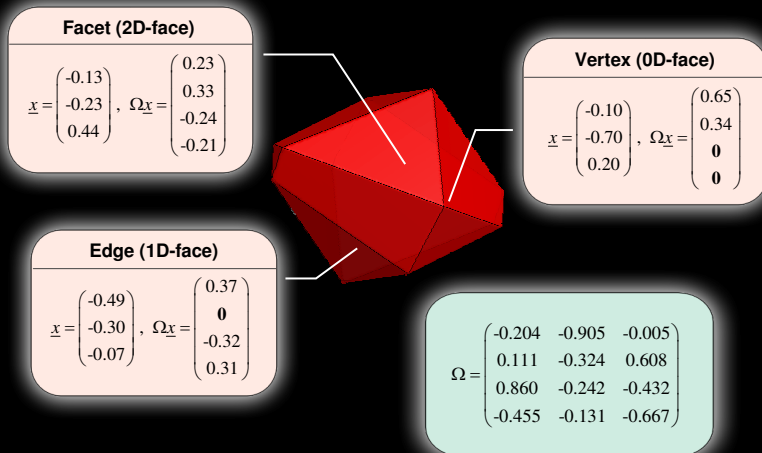 Facet (2D-face)
x = (-0.13 -0.23 0.44) , Ωx = (0.23 0.33 -0.24 -0.21)
Vertex (0D-face)
x = (-0.10 -0.70 0.20) , Ωx = (0.65 0.34 0 0)
Edge (1D-face)
x = (-0.49 -0.30 -0.07) , Ωx = (0.37 0 -0.32 0.31)
Ω = (-0.204 -0.905 -0.005
0.111 -0.324 0.608
0.860 -0.242 -0.432
-0.455 -0.131 -0.667)